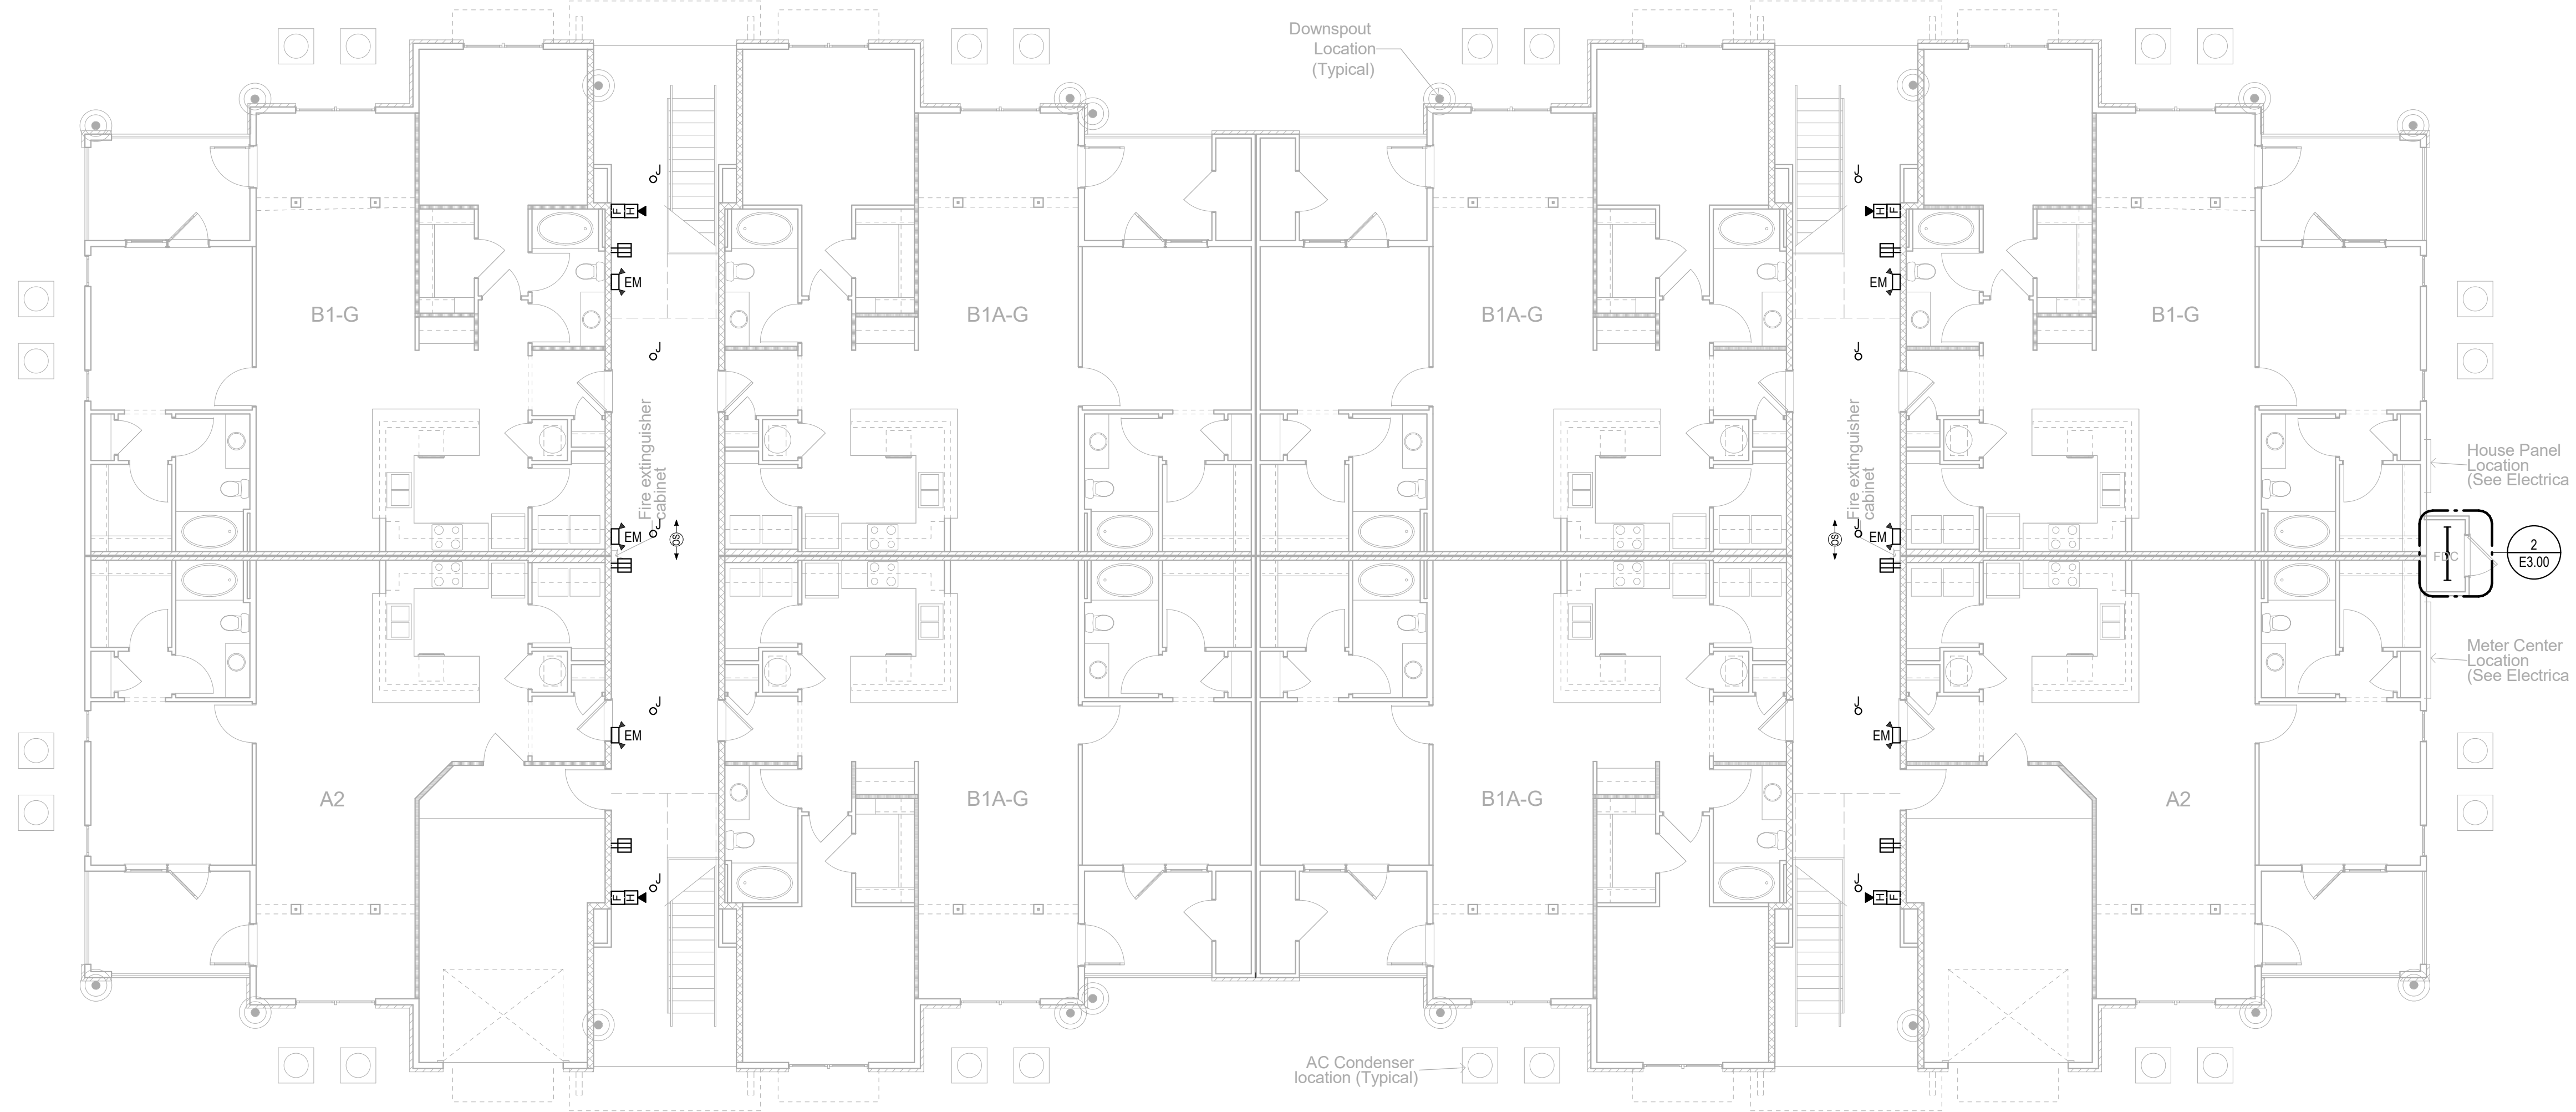 Downspout
Location
(Typical)
J
J
F H
H F
EM
EM
B1-G
B1A-G
B1A-G
B1-G
J
J
Fire extinguisher
cabinet
Fire extinguisher
cabinet
House Panel
Location
(See Electrica
J
J
EM
OS
OS
EM
FDC
2
E3.00
Meter Center
Location
(See Electrica
J
J
EM
EM
A2
B1A-G
B1A-G
A2
J
J
F H
H F
AC Condenser
location (Typical)